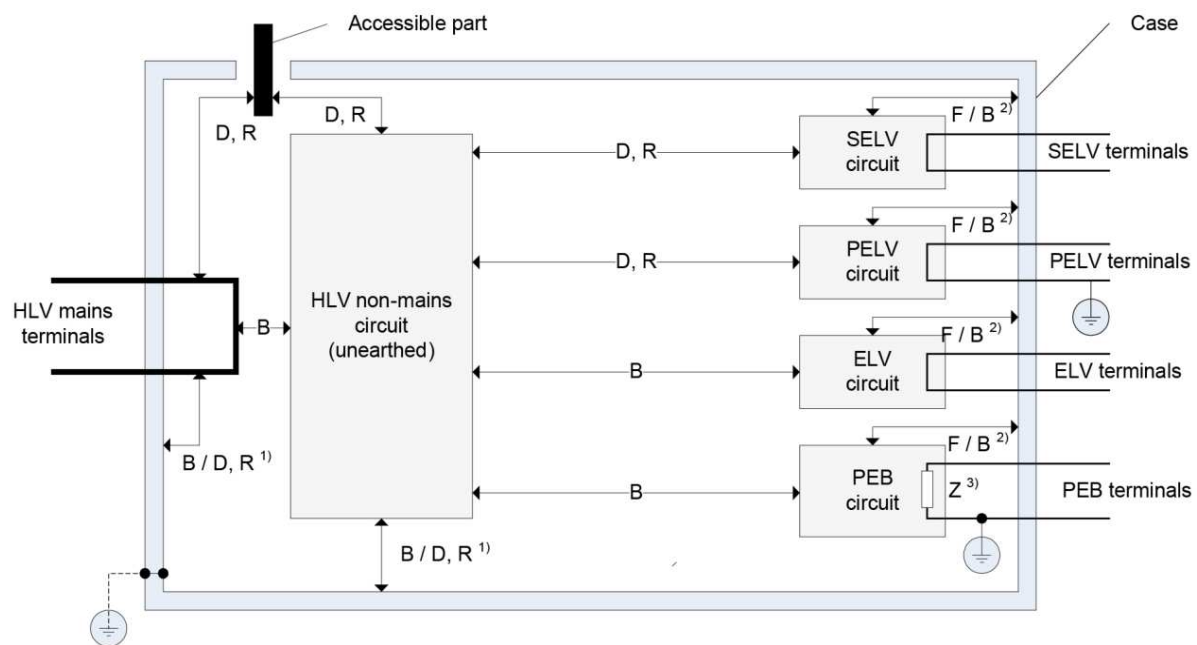 Accessible part
Case
D, R
D, R
F / B 2)
SELV
circuit
SELV terminals
D, R
F / B 2)
PELV
circuit
PELV terminals
D, R
HLV mains
terminals
B
HLV non-mains
circuit
(unearthed)
F / B 2)
ELV
circuit
ELV terminals
B
B / D, R 1)
F / B 2)
PEB
circuit
Z 3)
PEB terminals
B
B / D, R 1)